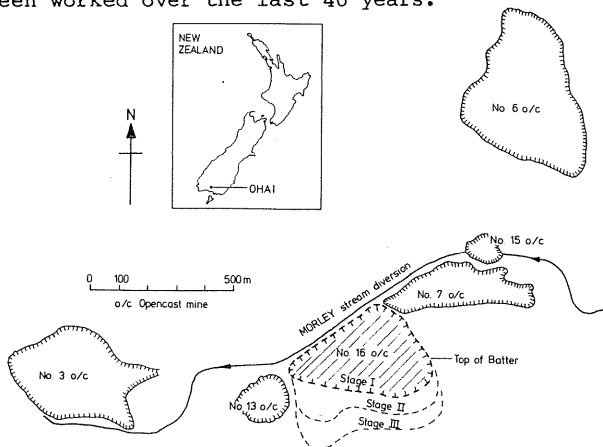 een worked over the last 40 years.
NEW
ZEALAND
OHAI
N
No 6 o/c
0 100 500m
o/c Opencast mine
MORLEY stream diversion
No. 15 o/c
No. 7 o/c
No. 16 o/c
Top of Batter
Stage I
No. 3 o/c
No 13 o/c
Stage II
Stage III